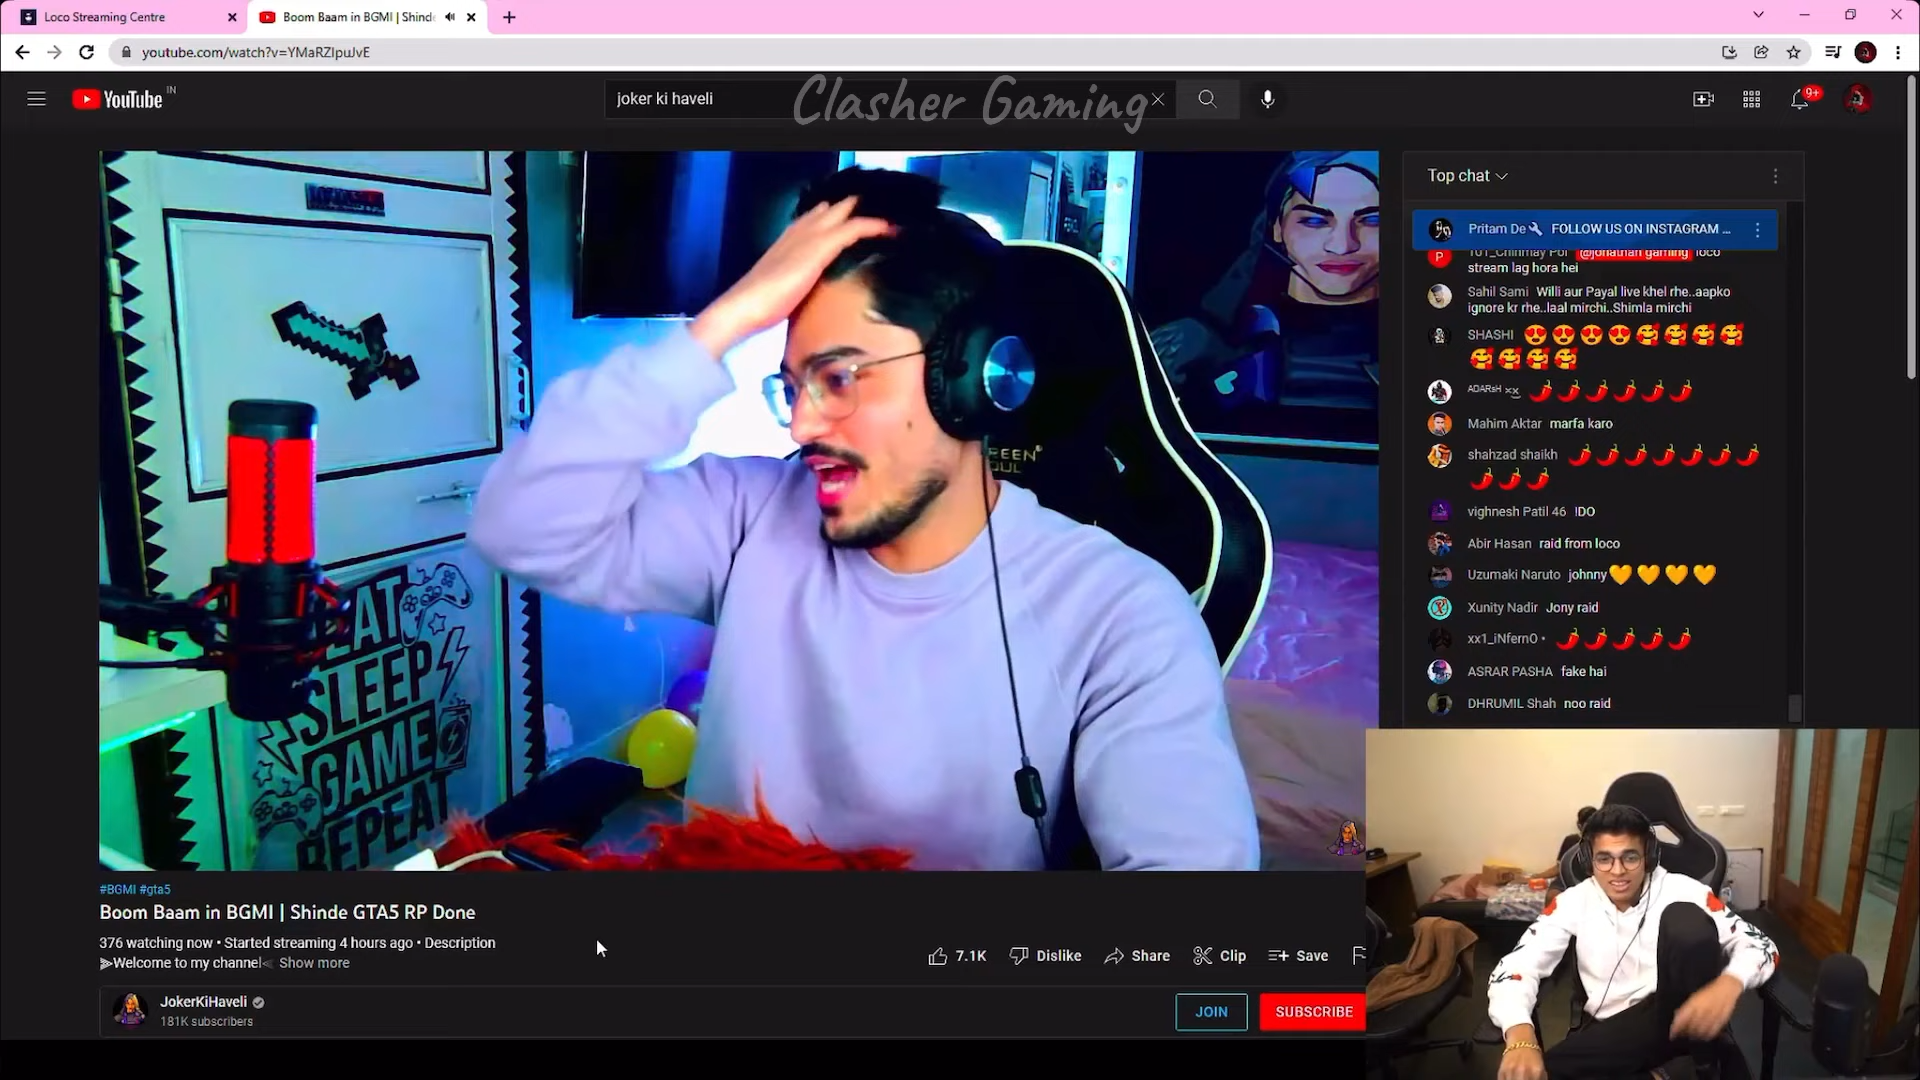 Loco Streaming Centre
Boom Baam in BGMI | Shind
youtube.com/watch?v=YMaRZIpuJvE
YouTube IN
joker ki haveli
Clasher Gaming
9+
Top chat
Pritam De FOLLOW US ON INSTAGRAM ...
@jonathan gaming loco
stream lag hora hei
Sahil Sami Willi aur Payal live khel rhe..aapko
ignore kr rhe..laal mirchi..Shimla mirchi
SHASHI 😍😍😍😍🥰🥰🥰🥰
🥰🥰🥰🥰
ADARsH 🌶️🌶️🌶️🌶️🌶️🌶️
Mahim Aktar marfa karo
shahzad shaikh 🌶️🌶️🌶️🌶️🌶️🌶️🌶️
🌶️🌶️🌶️
vighnesh Patil 46 !DO
Abir Hasan raid from loco
Uzumaki Naruto johnny🧡🧡🧡🧡
Xunity Nadir Jony raid
xx1_iNfernO • 🌶️🌶️🌶️🌶️🌶️
ASRAR PASHA fake hai
DHRUMIL Shah noo raid
EAT
SLEEP
GAME
REPEAT
#BGMI #gta5
Boom Baam in BGMI | Shinde GTA5 RP Done
376 watching now • Started streaming 4 hours ago • Description
Welcome to my channel Show more
7.1K Dislike Share Clip Save
JokerKiHaveli
181K subscribers
JOIN SUBSCRIBE